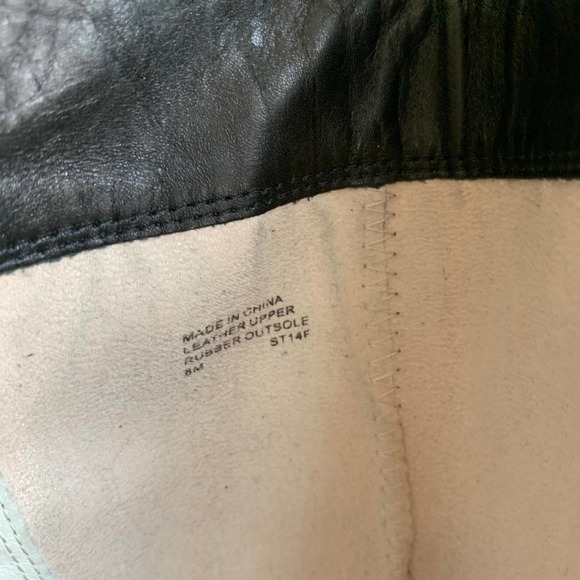 MADE IN CHINA
LEATHER UPPER
RUBBER OUTSOLE
8M ST14F